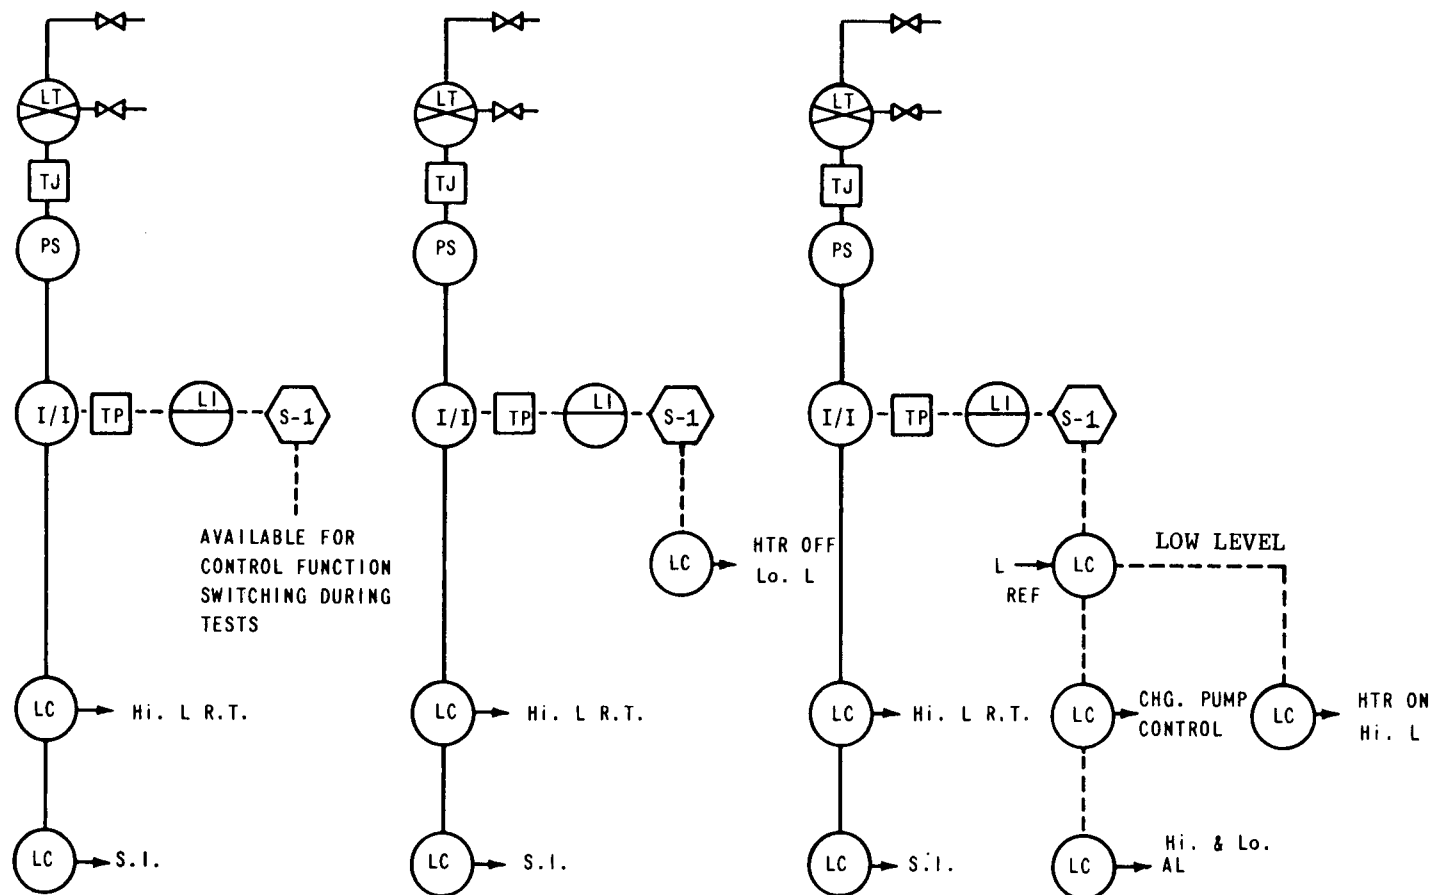 LT
LT
LT
TJ
TJ
TJ
PS
PS
PS
I/I
TP
LI
S-1
I/I
TP
LI
S-1
I/I
TP
LI
S-1
AVAILABLE FOR
CONTROL FUNCTION
SWITCHING DURING
TESTS
LC
HTR OFF
Lo. L
L
REF
LC
LOW LEVEL
LC
Hi. L R.T.
LC
Hi. L R.T.
LC
Hi. L R.T.
LC
CHG. PUMP
CONTROL
LC
HTR ON
Hi. L
LC
S.I.
LC
S.I.
LC
S.I.
LC
Hi. & Lo.
AL